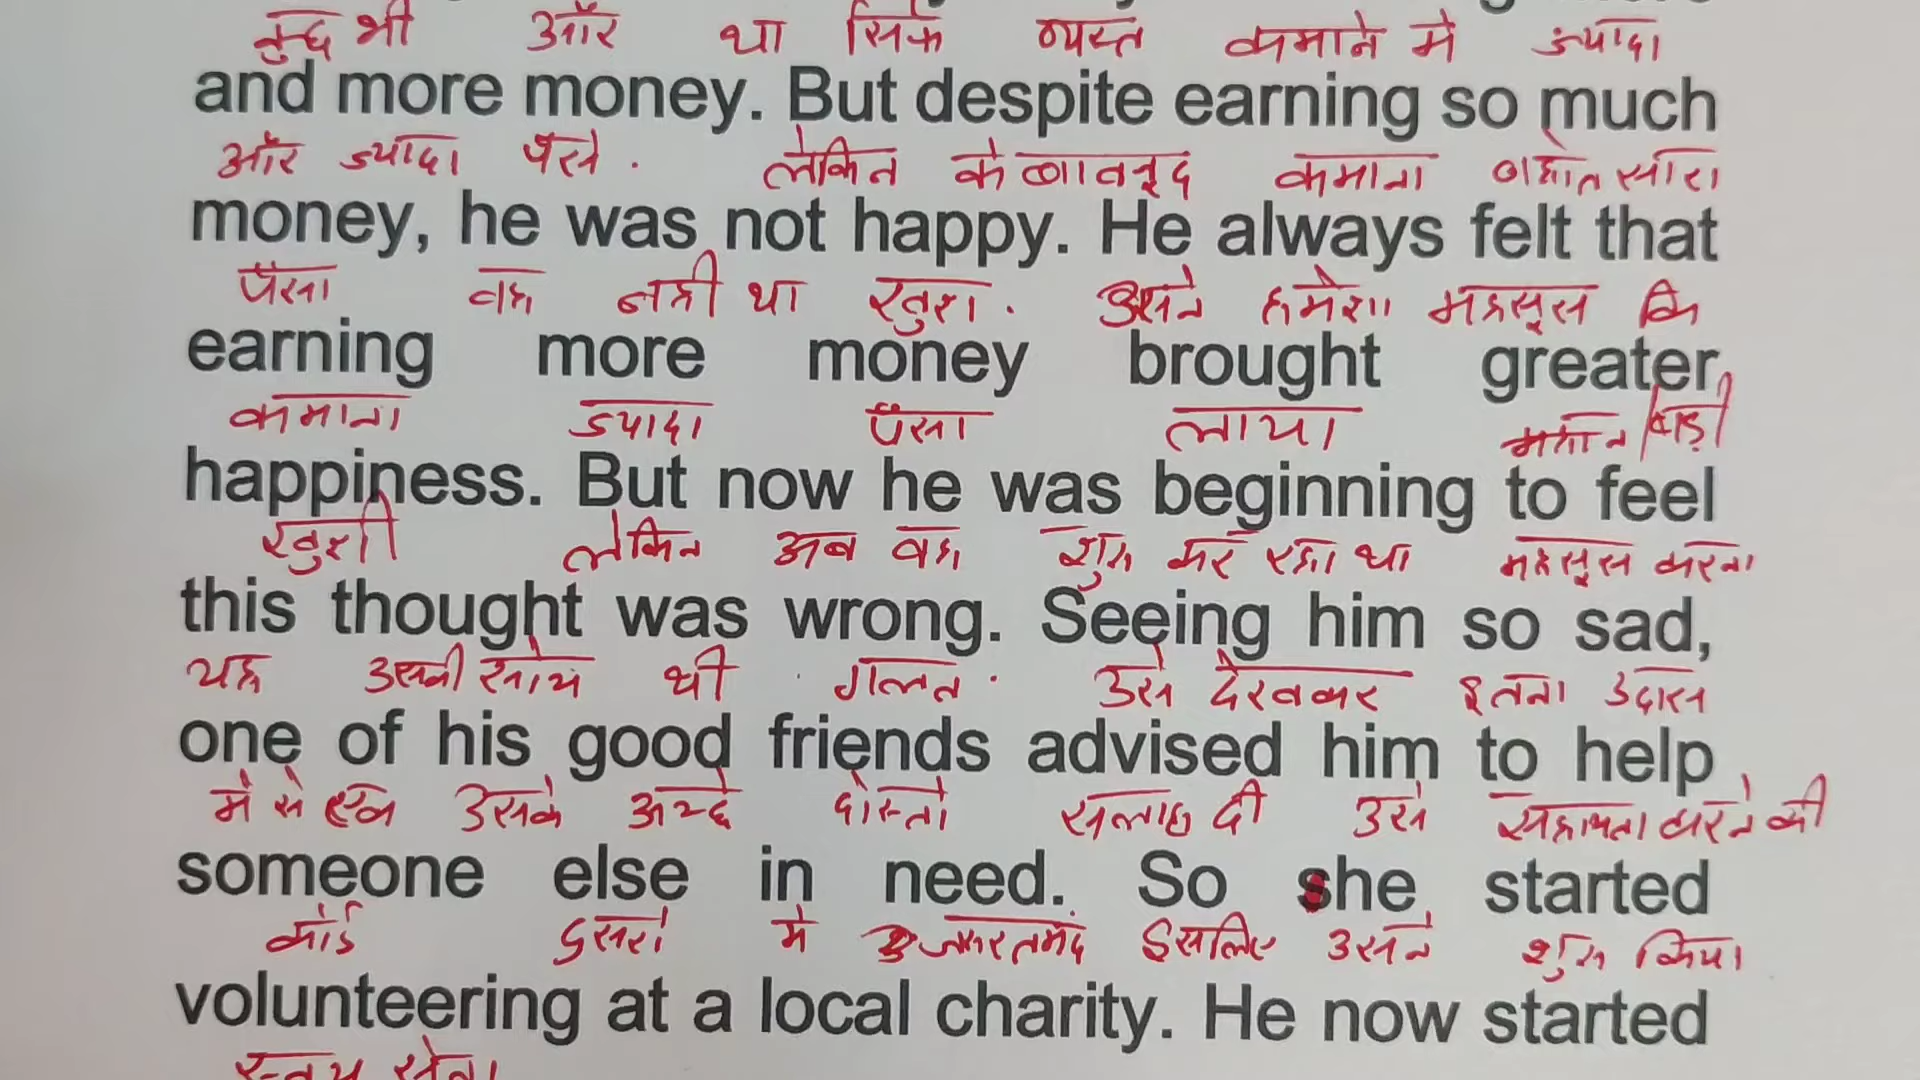 कुछ भी और था सिर्फ व्यस्त कमाने मे ज्यादा
and more money. But despite earning so much
और ज्यादा पैसे . लेकिन के बावजूद कमाना बहोत सारा
money, he was not happy. He always felt that
पैसा वह नही था खुश . उसने हमेशा महसूस कि
earning more money brought greater
कमाना ज्यादा पैसा लाया महान / बड़ी
happiness. But now he was beginning to feel
खुशी लेकिन अब वह शुरू कर रहा था महसूस करना
this thought was wrong. Seeing him so sad,
यह उसकी सोच थी गलत . उसे देखकर इतना उदास
one of his good friends advised him to help
मे से एक उसके अच्छे दोस्तो सलाह दी उसे सहायता करने की
someone else in need. So she started
कोई दुसरा मे जरूरतमंद इसलिए उसने शुरू किया
volunteering at a local charity. He now started